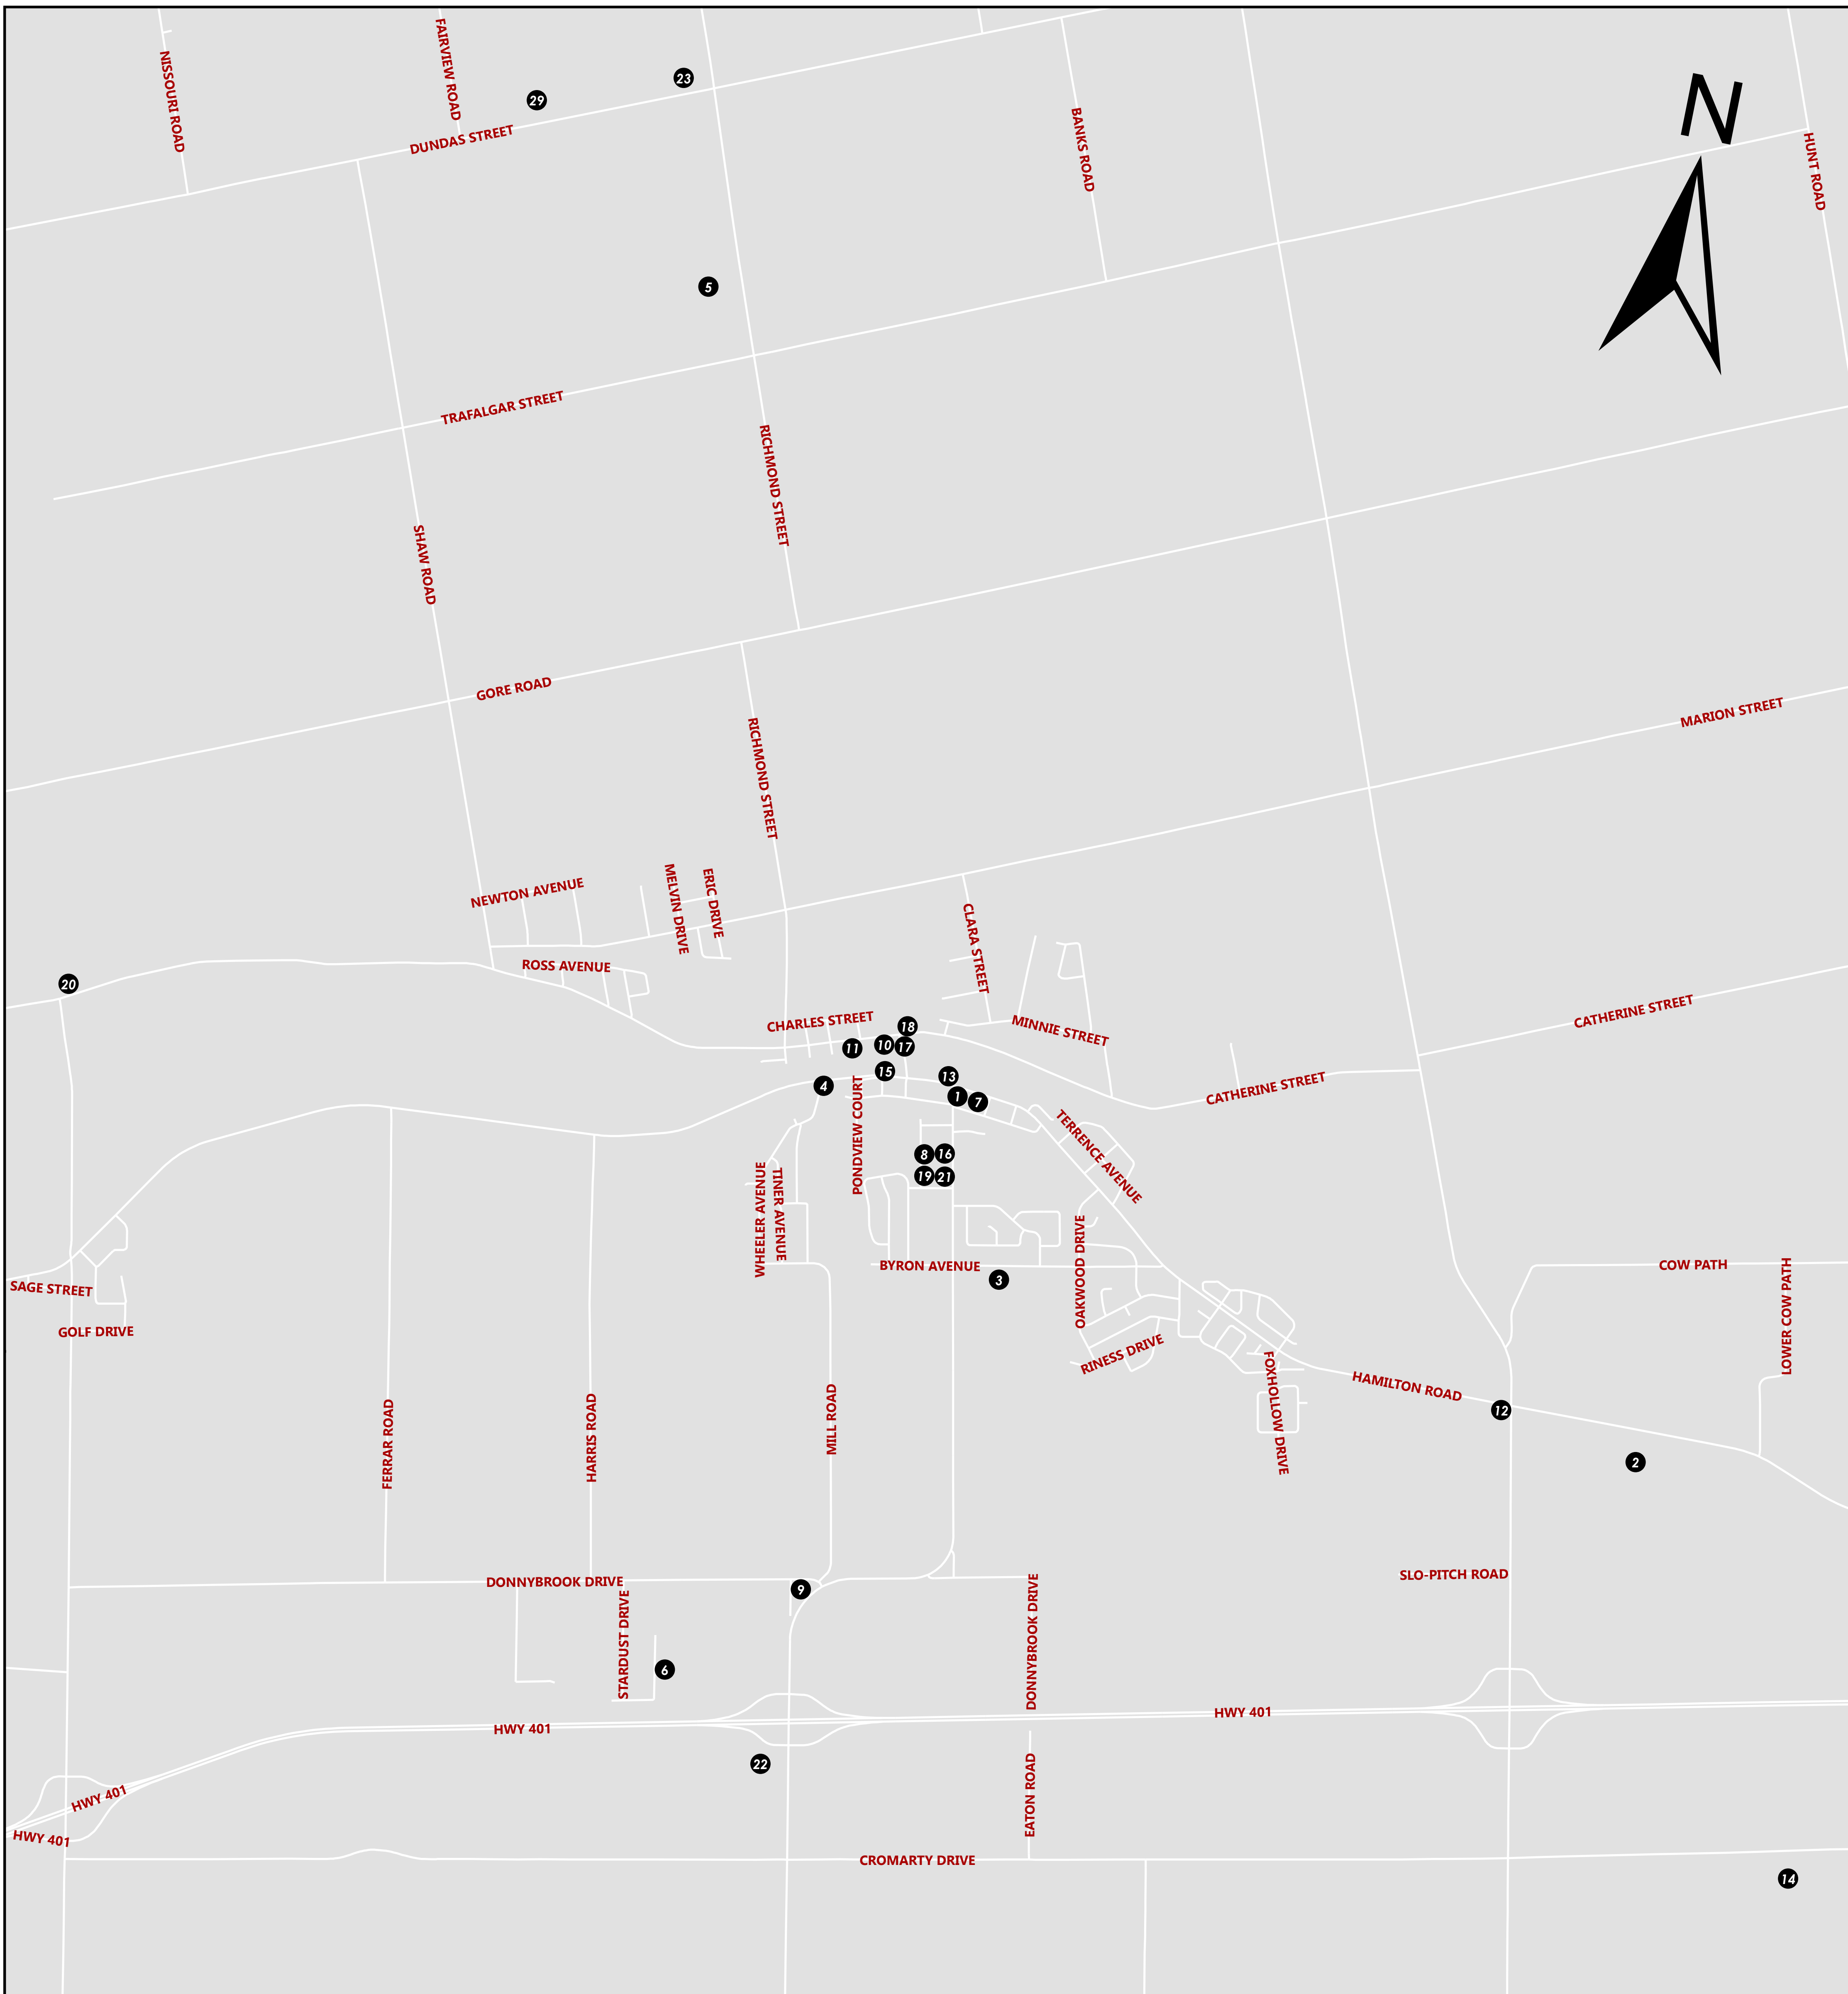 NISSOURI ROAD
FAIRVIEW ROAD
29
23
DUNDAS STREET
BANKS ROAD
N
HUNT ROAD
5
TRAFALGAR STREET
RICHMOND STREET
SHAW ROAD
GORE ROAD
RICHMOND STREET
MARION STREET
NEWTON AVENUE
MELVIN DRIVE
ERIC DRIVE
CLARA STREET
ROSS AVENUE
20
CHARLES STREET
18
MINNIE STREET
CATHERINE STREET
11
10
17
15
13
4
PONDVIEW COURT
1
7
CATHERINE STREET
TERRENCE AVENUE
8
16
19
21
WHEELER AVENUE
TINER AVENUE
OAKWOOD DRIVE
BYRON AVENUE
3
COW PATH
LOWER COW PATH
SAGE STREET
GOLF DRIVE
RINESS DRIVE
FOXHOLLOW DRIVE
HAMILTON ROAD
12
FERRAR ROAD
HARRIS ROAD
MILL ROAD
2
DONNYBROOK DRIVE
9
SLO-PITCH ROAD
STARDUST DRIVE
6
DONNYBROOK DRIVE
HWY 401
HWY 401
22
HWY 401
EATON ROAD
HWY 401
CROMARTY DRIVE
14